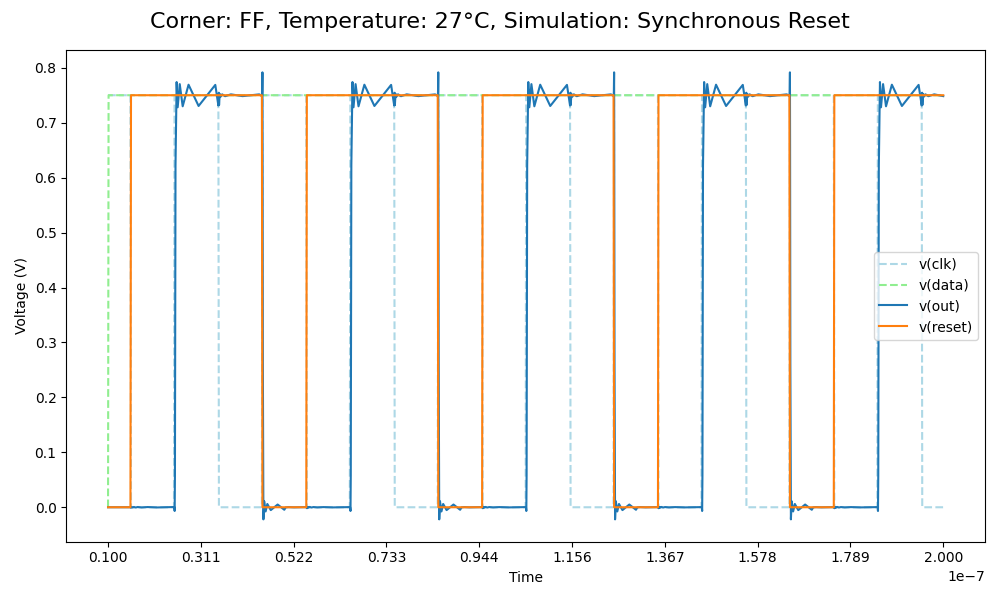 Corner: FF, Temperature: 27°C, Simulation: Synchronous Reset
Voltage (V)
0.8
0.7
0.6
0.5
0.4
0.3
0.2
0.1
0.0
v(clk)
v(data)
v(out)
v(reset)
0.100 0.311 0.522 0.733 0.944 1.156 1.367 1.578 1.789 2.000
Time
1e−7